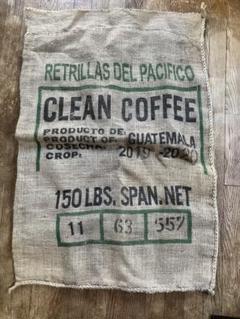 RETRILLAS DEL PACIFICO
CLEAN COFFEE
PRODUCTO DE:
PRODUCT OF: GUATEMALA
COSECHA: 2019 -2020
CROP:
150 LBS. SPAN. NET
11 63 557